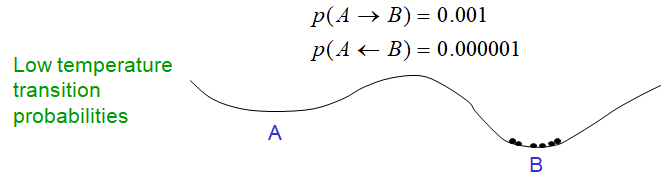 p(A → B) = 0.001
p(A ← B) = 0.000001
Low temperature
transition
probabilities
A
B